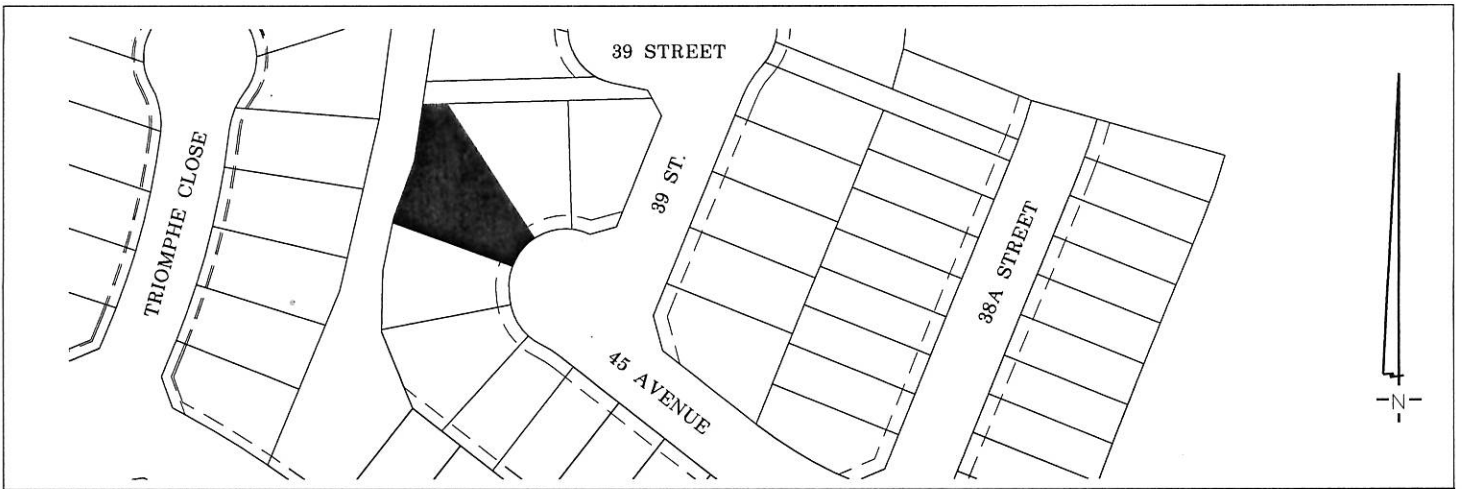 39 STREET
TRIOMPHE CLOSE
39 ST.
38A STREET
45 AVENUE
N